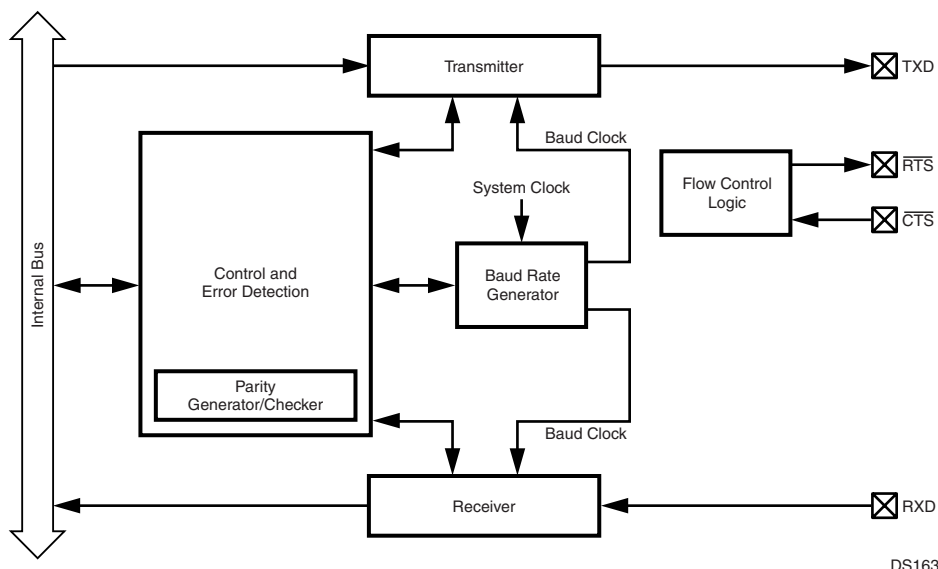 Transmitter
TXD
Baud Clock
RTS
Flow Control
Logic
System Clock
CTS
Internal Bus
Control and
Error Detection
Baud Rate
Generator
Parity
Generator/Checker
Baud Clock
Receiver
RXD
DS163